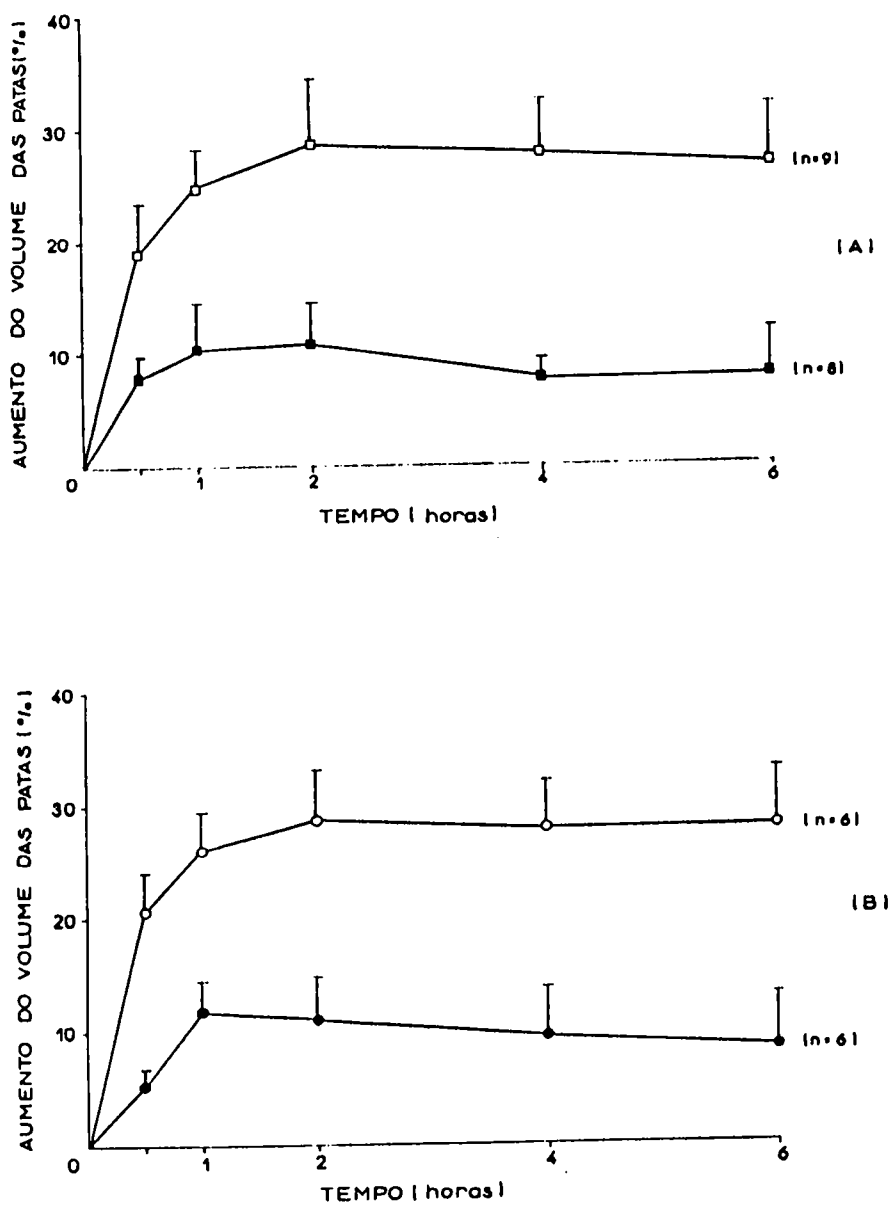 AUMENTO DO VOLUME DAS PATAS (%)
40
30
20
10
0
1
2
4
6
TEMPO (horas)
(n=9)
(n=8)
(A)
AUMENTO DO VOLUME DAS PATAS (%)
40
30
20
10
0
1
2
4
6
TEMPO (horas)
(n=6)
(n=6)
(B)